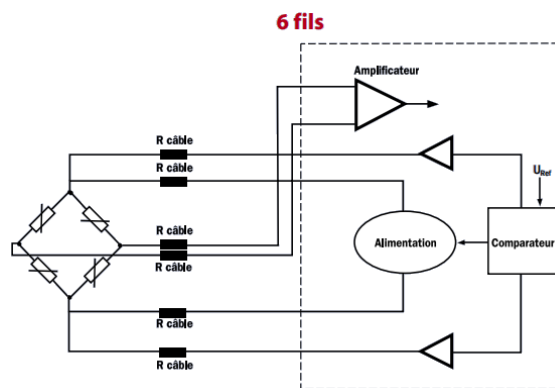 6 fils
Amplificateur
R câble
R câble
URef
R câble
Alimentation
Comparateur
R câble
R câble
R câble